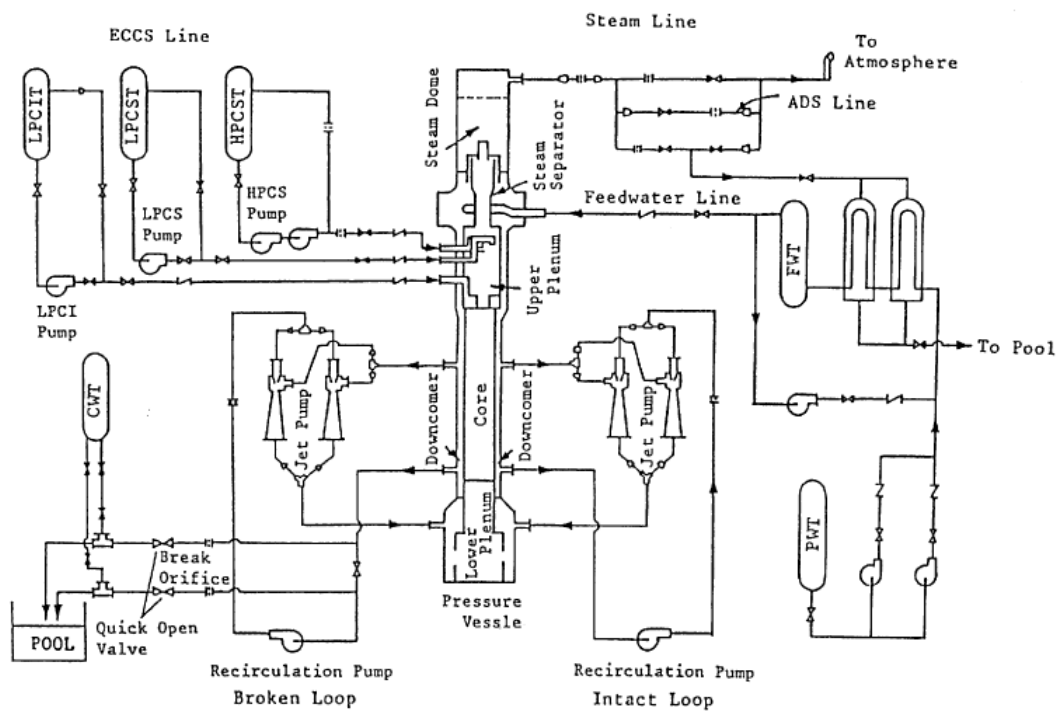 Steam Line
ECCS Line
To
Atmosphere
ADS Line
LPCIT
LPCST
HPCST
Steam Dome
Steam
Separator
HPCS
Pump
LPCS
Pump
Feedwater Line
FWT
LPCI
Pump
Upper
Plenum
To Pool
CWT
Jet Pump
Downcomer
Core
Downcomer
Jet Pump
Lower
Plenum
PWT
Break
Orifice
Quick Open
Valve
POOL
Pressure
Vessle
Recirculation Pump
Broken Loop
Recirculation Pump
Intact Loop